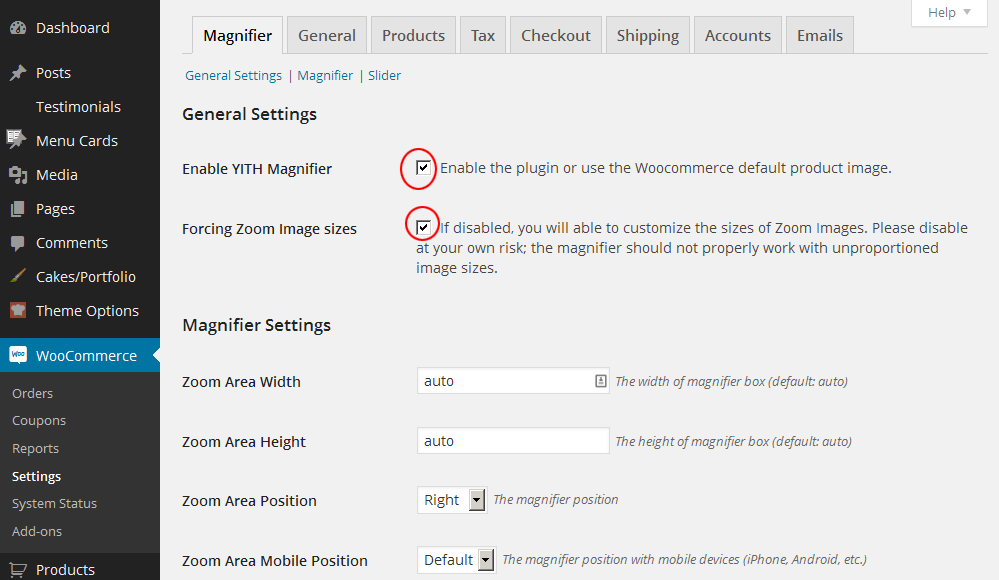 Dashboard
Posts
Testimonials
Menu Cards
Media
Pages
Comments
Cakes/Portfolio
Theme Options
Woo
WooCommerce
Orders
Coupons
Reports
Settings
System Status
Add-ons
Products
Help
Magnifier General Products Tax Checkout Shipping Accounts Emails
General Settings | Magnifier | Slider
General Settings
Enable YITH Magnifier Enable the plugin or use the Woocommerce default product image.
Forcing Zoom Image sizes If disabled, you will able to customize the sizes of Zoom Images. Please disable
at your own risk; the magnifier should not properly work with unproportioned
image sizes.
Magnifier Settings
Zoom Area Width auto The width of magnifier box (default: auto)
Zoom Area Height auto The height of magnifier box (default: auto)
Zoom Area Position Right The magnifier position
Zoom Area Mobile Position Default The magnifier position with mobile devices (iPhone, Android, etc.)